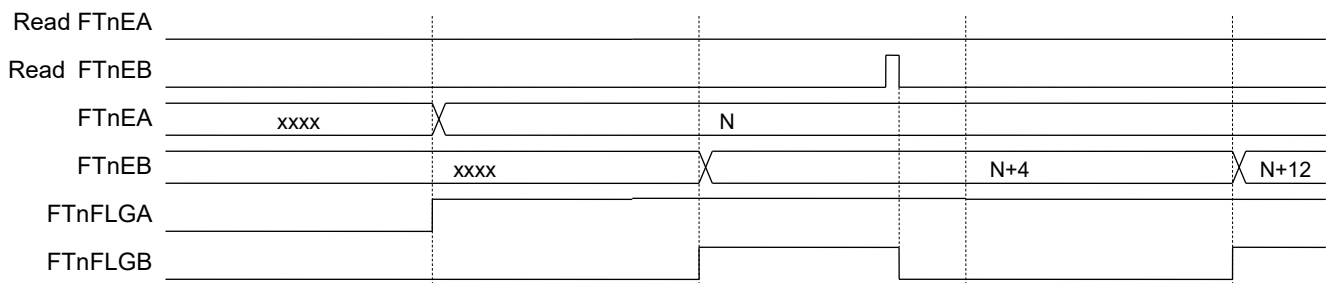 Read FTnEA
Read FTnEB
FTnEA xxxx N
FTnEB xxxx N+4 N+12
FTnFLGA
FTnFLGB